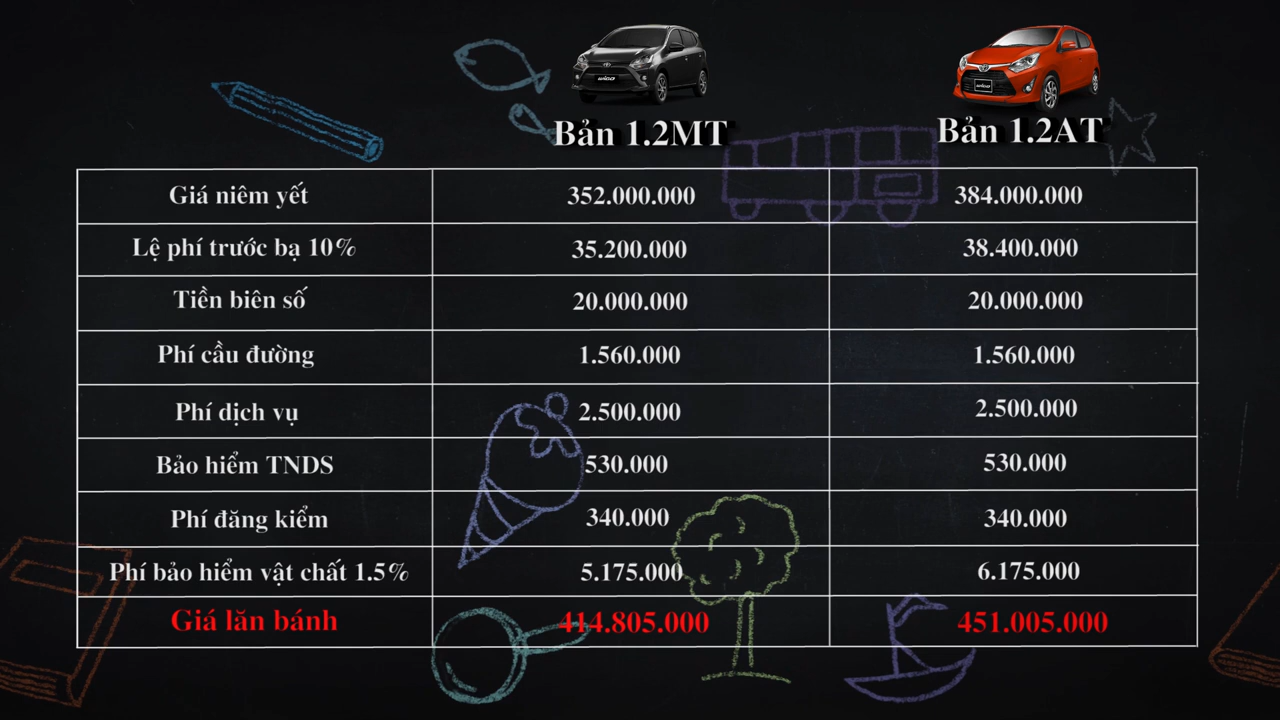 Bản 1.2MT Bản 1.2AT
Giá niêm yết 352.000.000 384.000.000
Lệ phí trước bạ 10% 35.200.000 38.400.000
Tiền biên số 20.000.000 20.000.000
Phí cầu đường 1.560.000 1.560.000
Phí dịch vụ 2.500.000 2.500.000
Bảo hiểm TNDS 530.000 530.000
Phí đăng kiểm 340.000 340.000
Phí bảo hiểm vật chất 1.5% 5.175.000 6.175.000
Giá lăn bánh 414.805.000 451.005.000